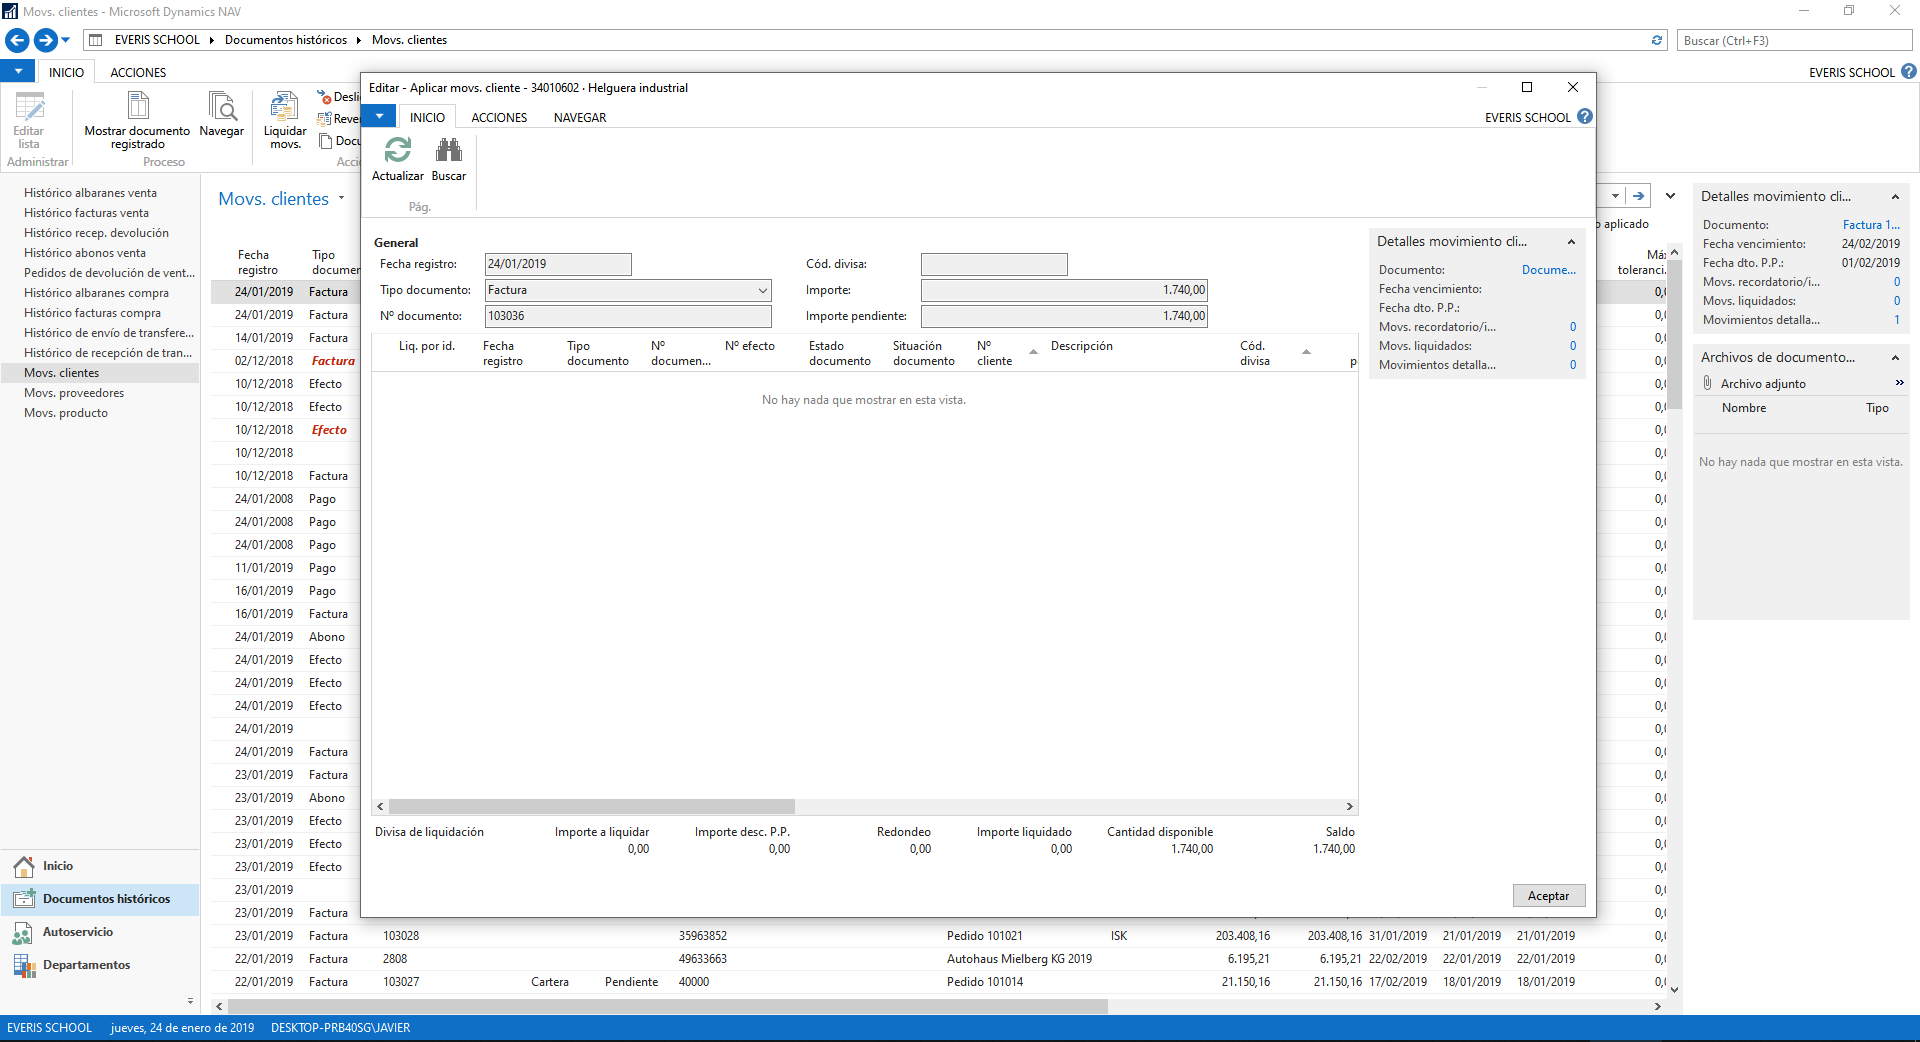 Movs. clientes - Microsoft Dynamics NAV
EVERIS SCHOOL ▸ Documentos históricos ▸ Movs. clientes
Buscar (Ctrl+F3)
INICIO ACCIONES
EVERIS SCHOOL
Editar lista
Administrar
Mostrar documento registrado
Navegar
Proceso
Liquidar movs.
Histórico albaranes venta
Histórico facturas venta
Histórico recep. devolución
Histórico abonos venta
Pedidos de devolución de vent...
Histórico albaranes compra
Histórico facturas compra
Histórico de envío de transfere...
Histórico de recepción de tran...
Movs. clientes
Movs. proveedores
Movs. producto
Inicio
Documentos históricos
Autoservicio
Departamentos
Movs. clientes
Fecha registro Tipo
24/01/2019 Factura
24/01/2019 Factura
14/01/2019 Factura
02/12/2018 Factura
10/12/2018 Efecto
10/12/2018 Efecto
10/12/2018 Efecto
10/12/2018
10/12/2018 Factura
24/01/2008 Pago
24/01/2008 Pago
24/01/2008 Pago
11/01/2019 Pago
16/01/2019 Pago
16/01/2019 Factura
24/01/2019 Abono
24/01/2019 Efecto
24/01/2019 Efecto
24/01/2019 Efecto
24/01/2019
24/01/2019 Factura
23/01/2019 Factura
23/01/2019 Abono
23/01/2019 Efecto
23/01/2019 Efecto
23/01/2019 Efecto
23/01/2019
23/01/2019 Factura
23/01/2019 Factura 103028 35963852 Pedido 101021 ISK 203.408,16 203.408,16 31/01/2019 21/01/2019 21/01/2019
22/01/2019 Factura 2808 49633663 Autohaus Mielberg KG 2019 6.195,21 6.195,21 22/02/2019 22/01/2019 22/01/2019
22/01/2019 Factura 103027 Cartera Pendiente 40000 Pedido 101014 21.150,16 21.150,16 17/02/2019 18/01/2019 18/01/2019
Editar - Aplicar movs. cliente - 34010602 · Helguera industrial
INICIO ACCIONES NAVEGAR
EVERIS SCHOOL
Actualizar Buscar
Pág.
General
Fecha registro: 24/01/2019 Cód. divisa:
Tipo documento: Factura Importe: 1.740,00
Nº documento: 103036 Importe pendiente: 1.740,00
Liq. por id. Fecha registro Tipo documento Nº documen... Nº efecto Estado documento Situación documento Nº cliente Descripción Cód. divisa
No hay nada que mostrar en esta vista.
Divisa de liquidación Importe a liquidar Importe desc. P.P. Redondeo Importe liquidado Cantidad disponible Saldo
0,00 0,00 0,00 0,00 1.740,00 1.740,00
Aceptar
Detalles movimiento cli...
Documento: Docume...
Fecha vencimiento:
Fecha dto. P.P.:
Movs. recordatorio/i... 0
Movs. liquidados: 0
Movimientos detalla... 0
aplicado
toleranci...
Detalles movimiento cli...
Documento: Factura 1...
Fecha vencimiento: 24/02/2019
Fecha dto. P.P.: 01/02/2019
Movs. recordatorio/i... 0
Movs. liquidados: 0
Movimientos detalla... 1
Archivos de documento...
Archivo adjunto
Nombre Tipo
No hay nada que mostrar en esta vista.
EVERIS SCHOOL jueves, 24 de enero de 2019 DESKTOP-PRB40SG\JAVIER